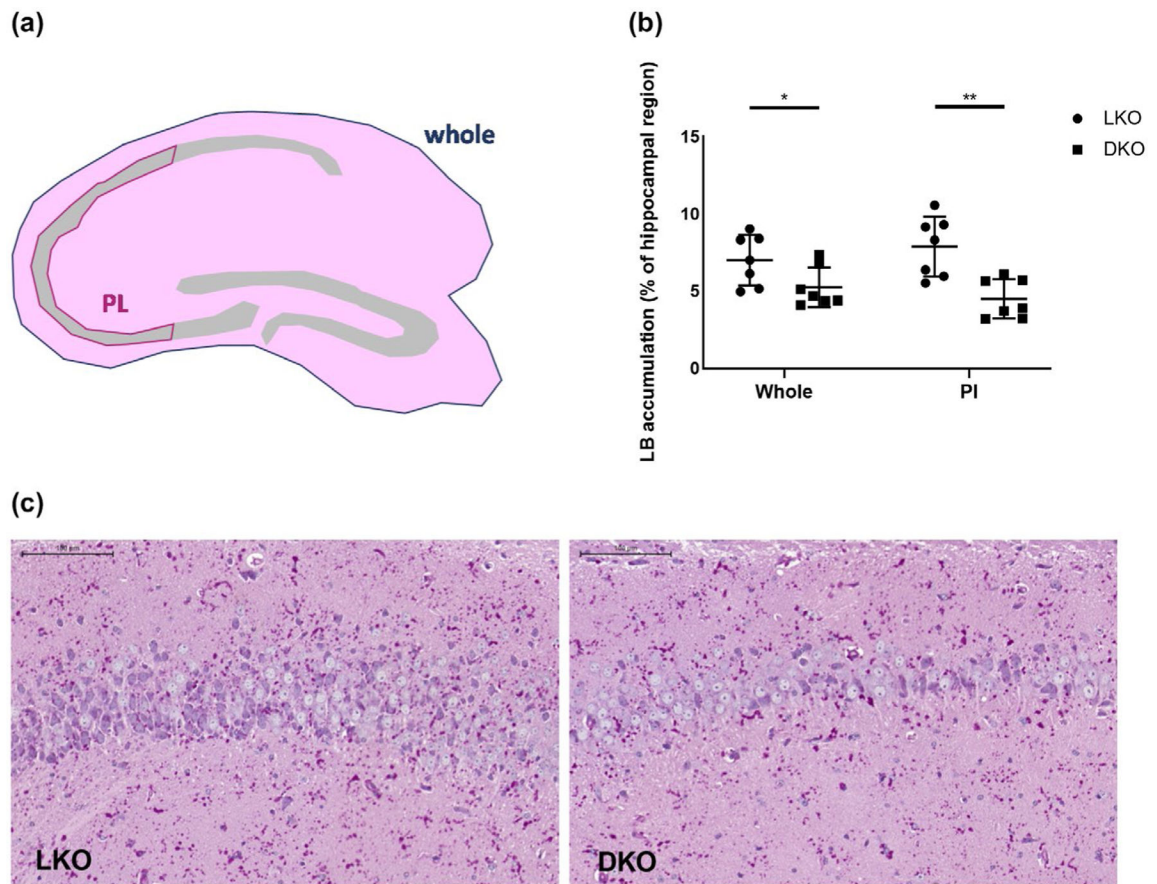 (a)
whole
PL
(b)
LB accumulation (% of hippocampal region)
*
**
LKO
DKO
15
10
5
0
Whole
Pl
(c)
LKO
DKO